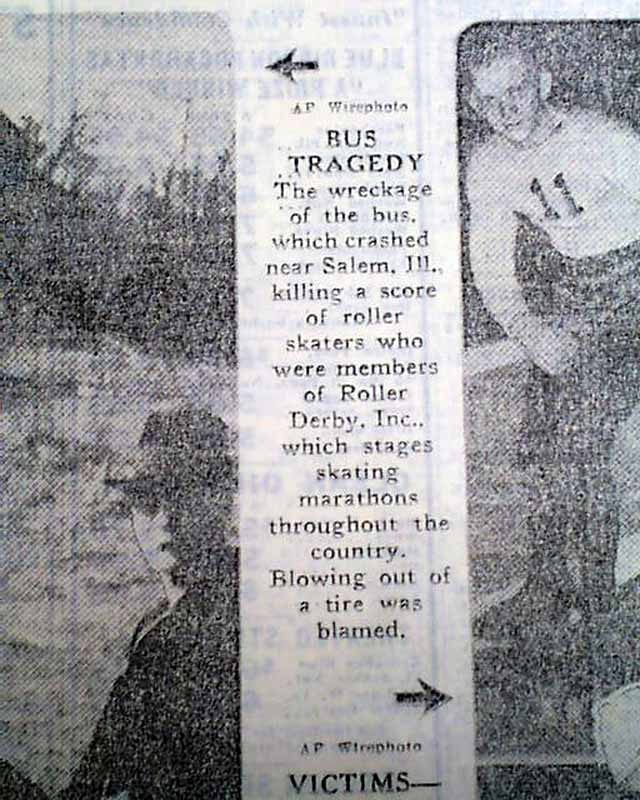 AP Wirephoto
BUS
TRAGEDY
The wreckage
of the bus,
which crashed
near Salem, Ill.,
killing a score
of roller
skaters who
were members
of Roller
Derby, Inc.,
which stages
skating
marathons
throughout the
country.
Blowing out of
a tire was
blamed.
AP Wirephoto
VICTIMS—
11